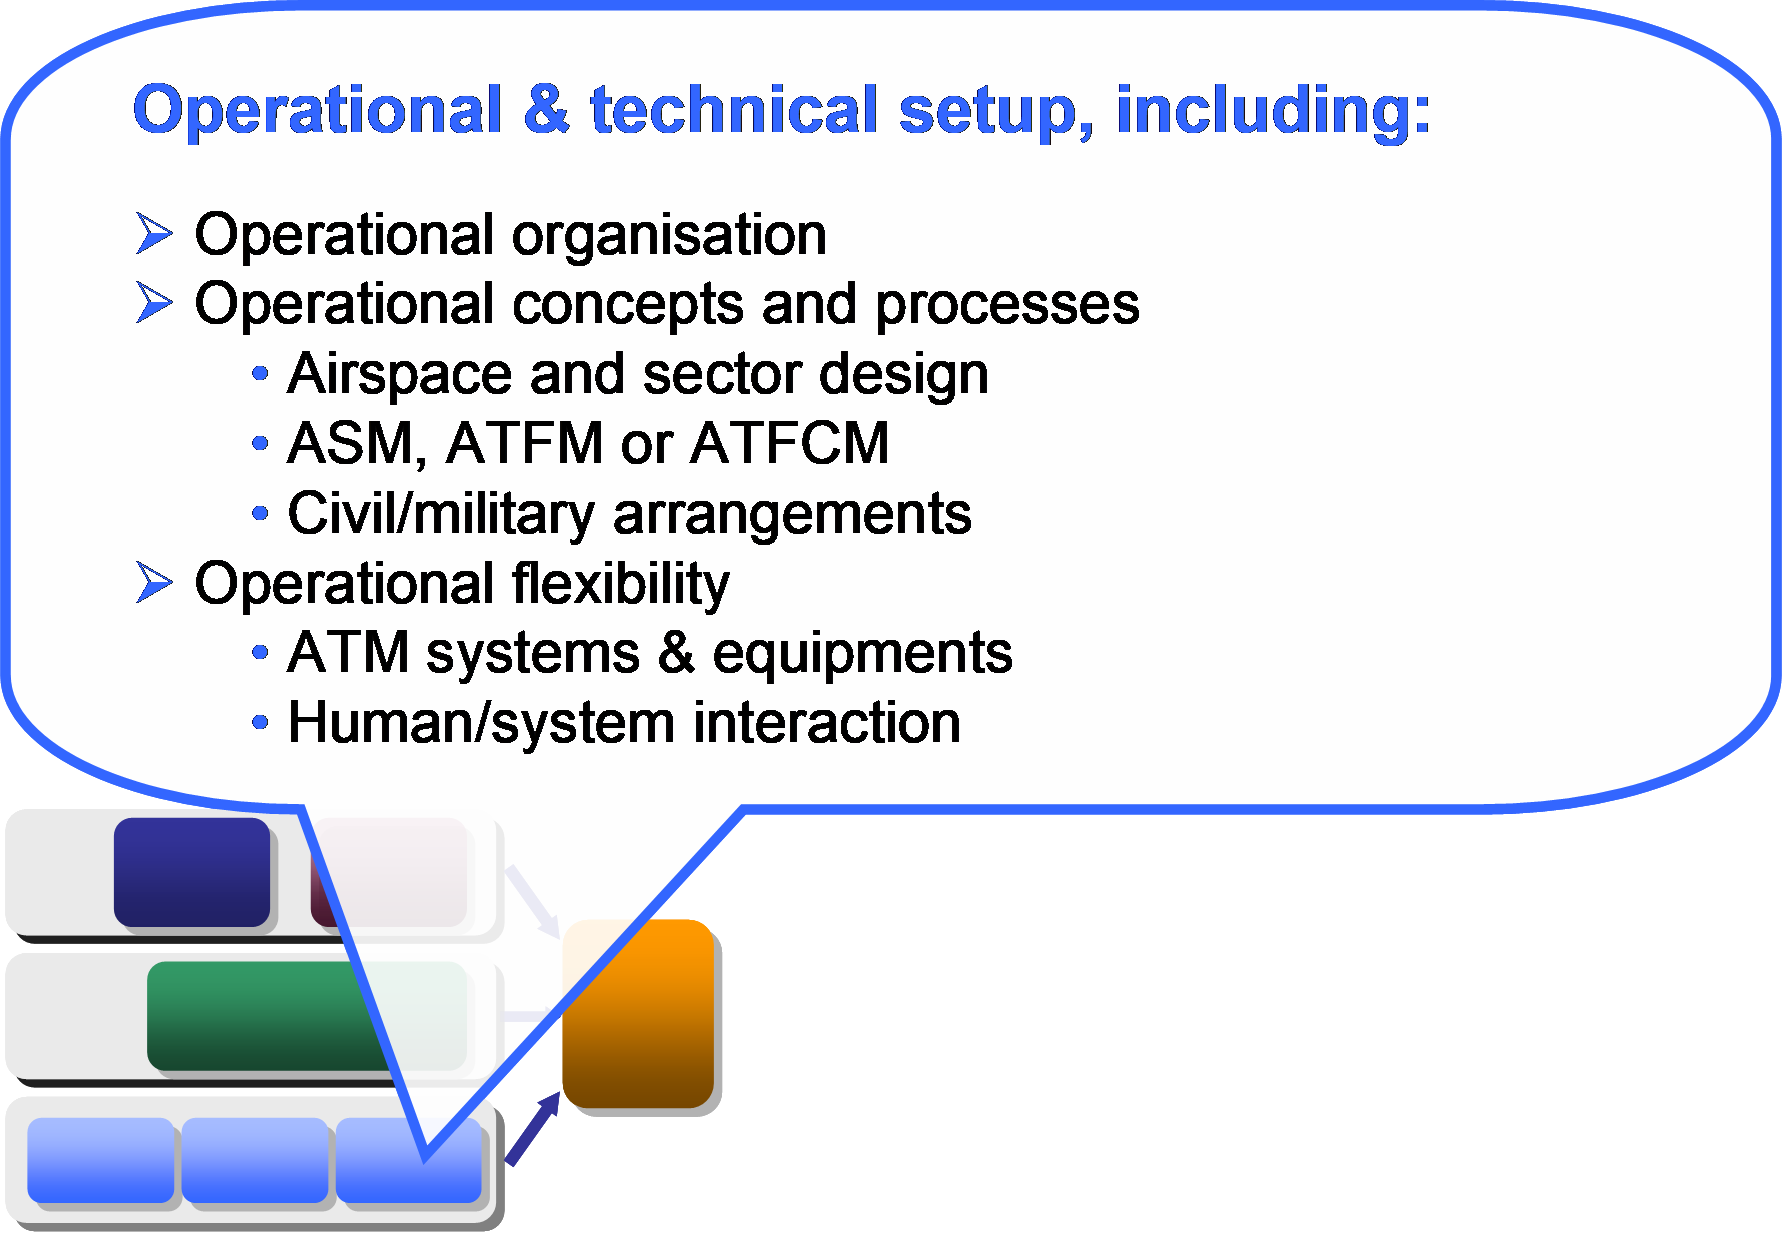 Operational & technical setup, including:
➢ Operational organisation
➢ Operational concepts and processes
• Airspace and sector design
• ASM, ATFM or ATFCM
• Civil/military arrangements
➢ Operational flexibility
• ATM systems & equipments
• Human/system interaction